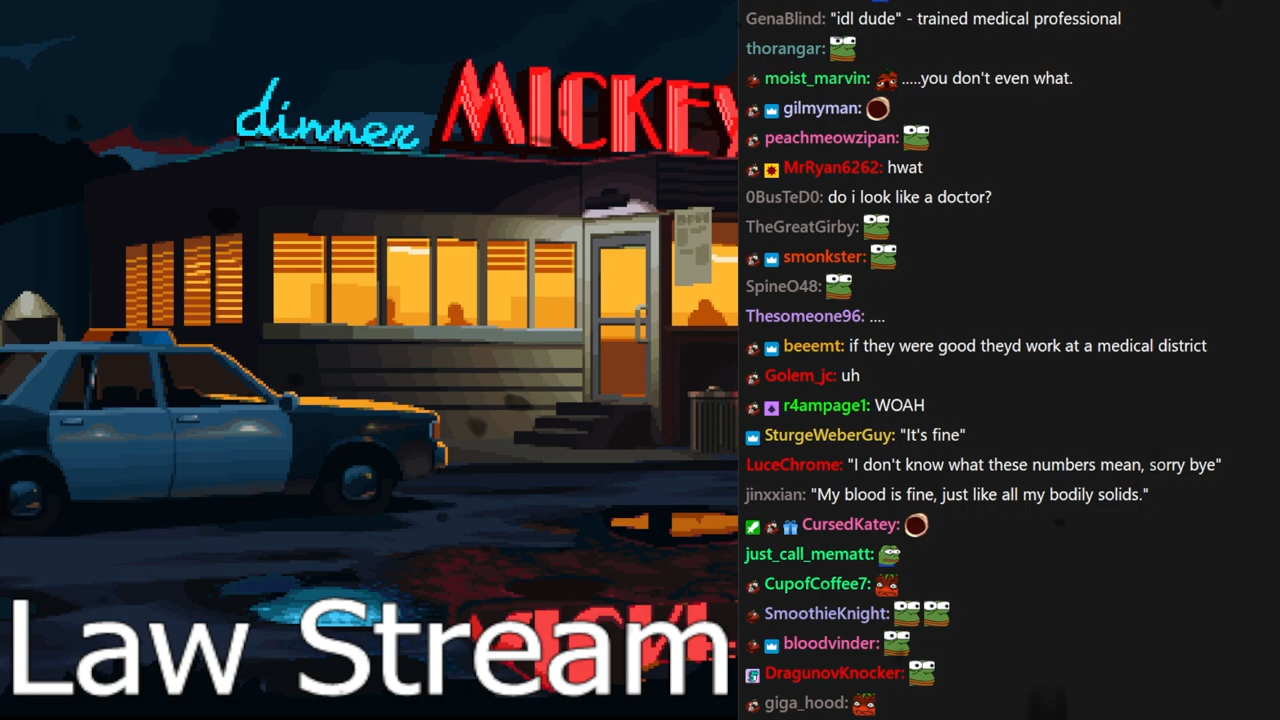 dinner
MICKEY
Law Stream
GenaBlind: "idl dude" - trained medical professional
thorangar:
moist_marvin: .....you don't even what.
gilmyman:
peachmeowzipan:
MrRyan6262: hwat
0BusTeD0: do i look like a doctor?
TheGreatGirby:
smonkster:
SpineO48:
Thesomeone96: ....
beeemt: if they were good theyd work at a medical district
Golem_jc: uh
r4ampage1: WOAH
SturgeWeberGuy: "It's fine"
LuceChrome: "I don't know what these numbers mean, sorry bye"
jinxxian: "My blood is fine, just like all my bodily solids."
CursedKatey:
just_call_mematt:
CupofCoffee7:
SmoothieKnight:
bloodvinder:
DragunovKnocker:
giga_hood: